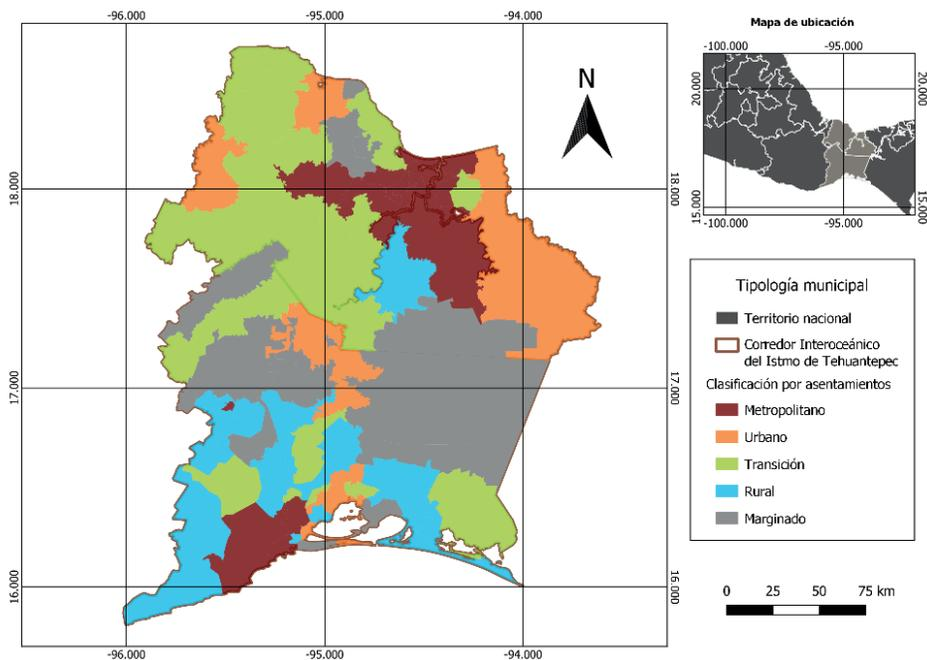 -96.000
-95.000
-94.000
18.000
17.000
16.000
18.000
17.000
16.000
-96.000
-95.000
-94.000
N
Mapa de ubicación
-100.000
-95.000
20.000
15.000
20.000
15.000
-100.000
-95.000
Tipología municipal
Territorio nacional
Corredor Interoceánico
del Istmo de Tehuantepec
Clasificación por asentamientos
Metropolitano
Urbano
Transición
Rural
Marginado
0 25 50 75 km